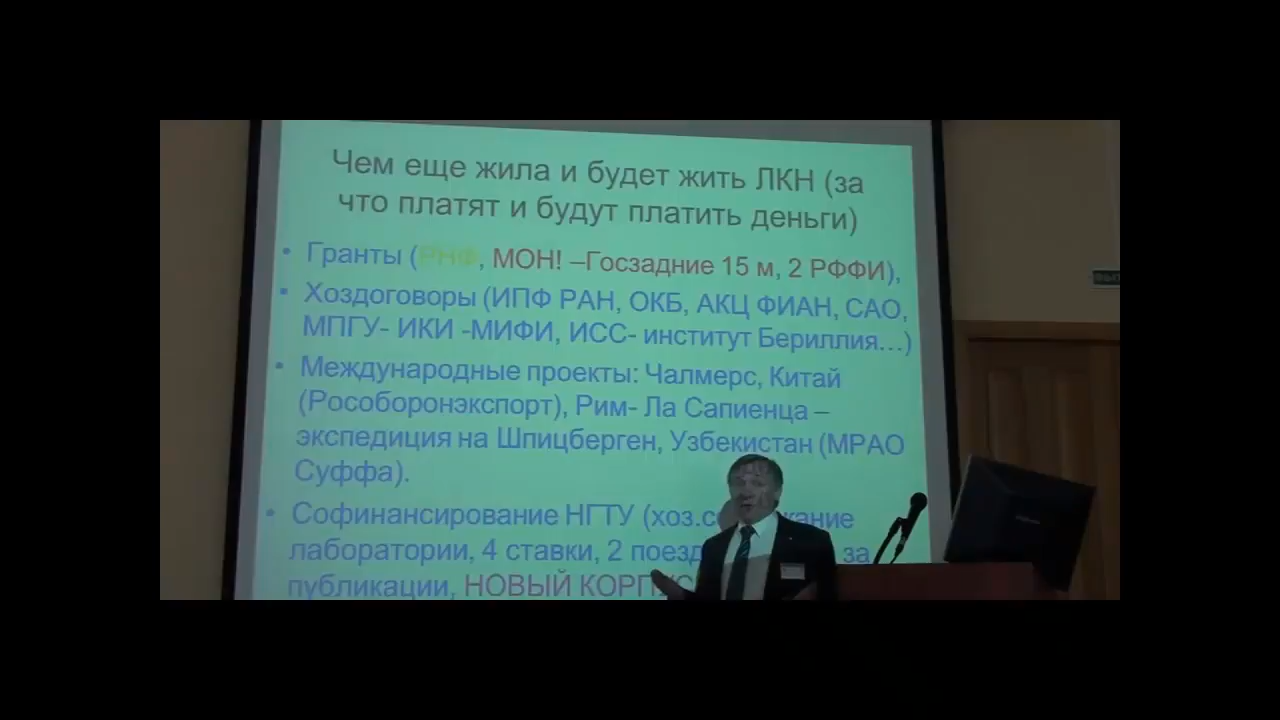 Чем еще жила и будет жить ЛКН (за
что платят и будут платить деньги)
• Гранты (РНФ, МОН! –Госзадние 15 м, 2 РФФИ),
• Хоздоговоры (ИПФ РАН, ОКБ, АКЦ ФИАН, САО,
МПГУ- ИКИ -МИФИ, ИСС- институт Бериллия...)
• Международные проекты: Чалмерс, Китай
(Рособоронэкспорт), Рим- Ла Сапиенца –
экспедиция на Шпицберген, Узбекистан (МРАО
Суффа).
• Софинансирование НГТУ (хоз.
лаборатории, 4 ставки, 2 за
публикации, НОВЫЙ